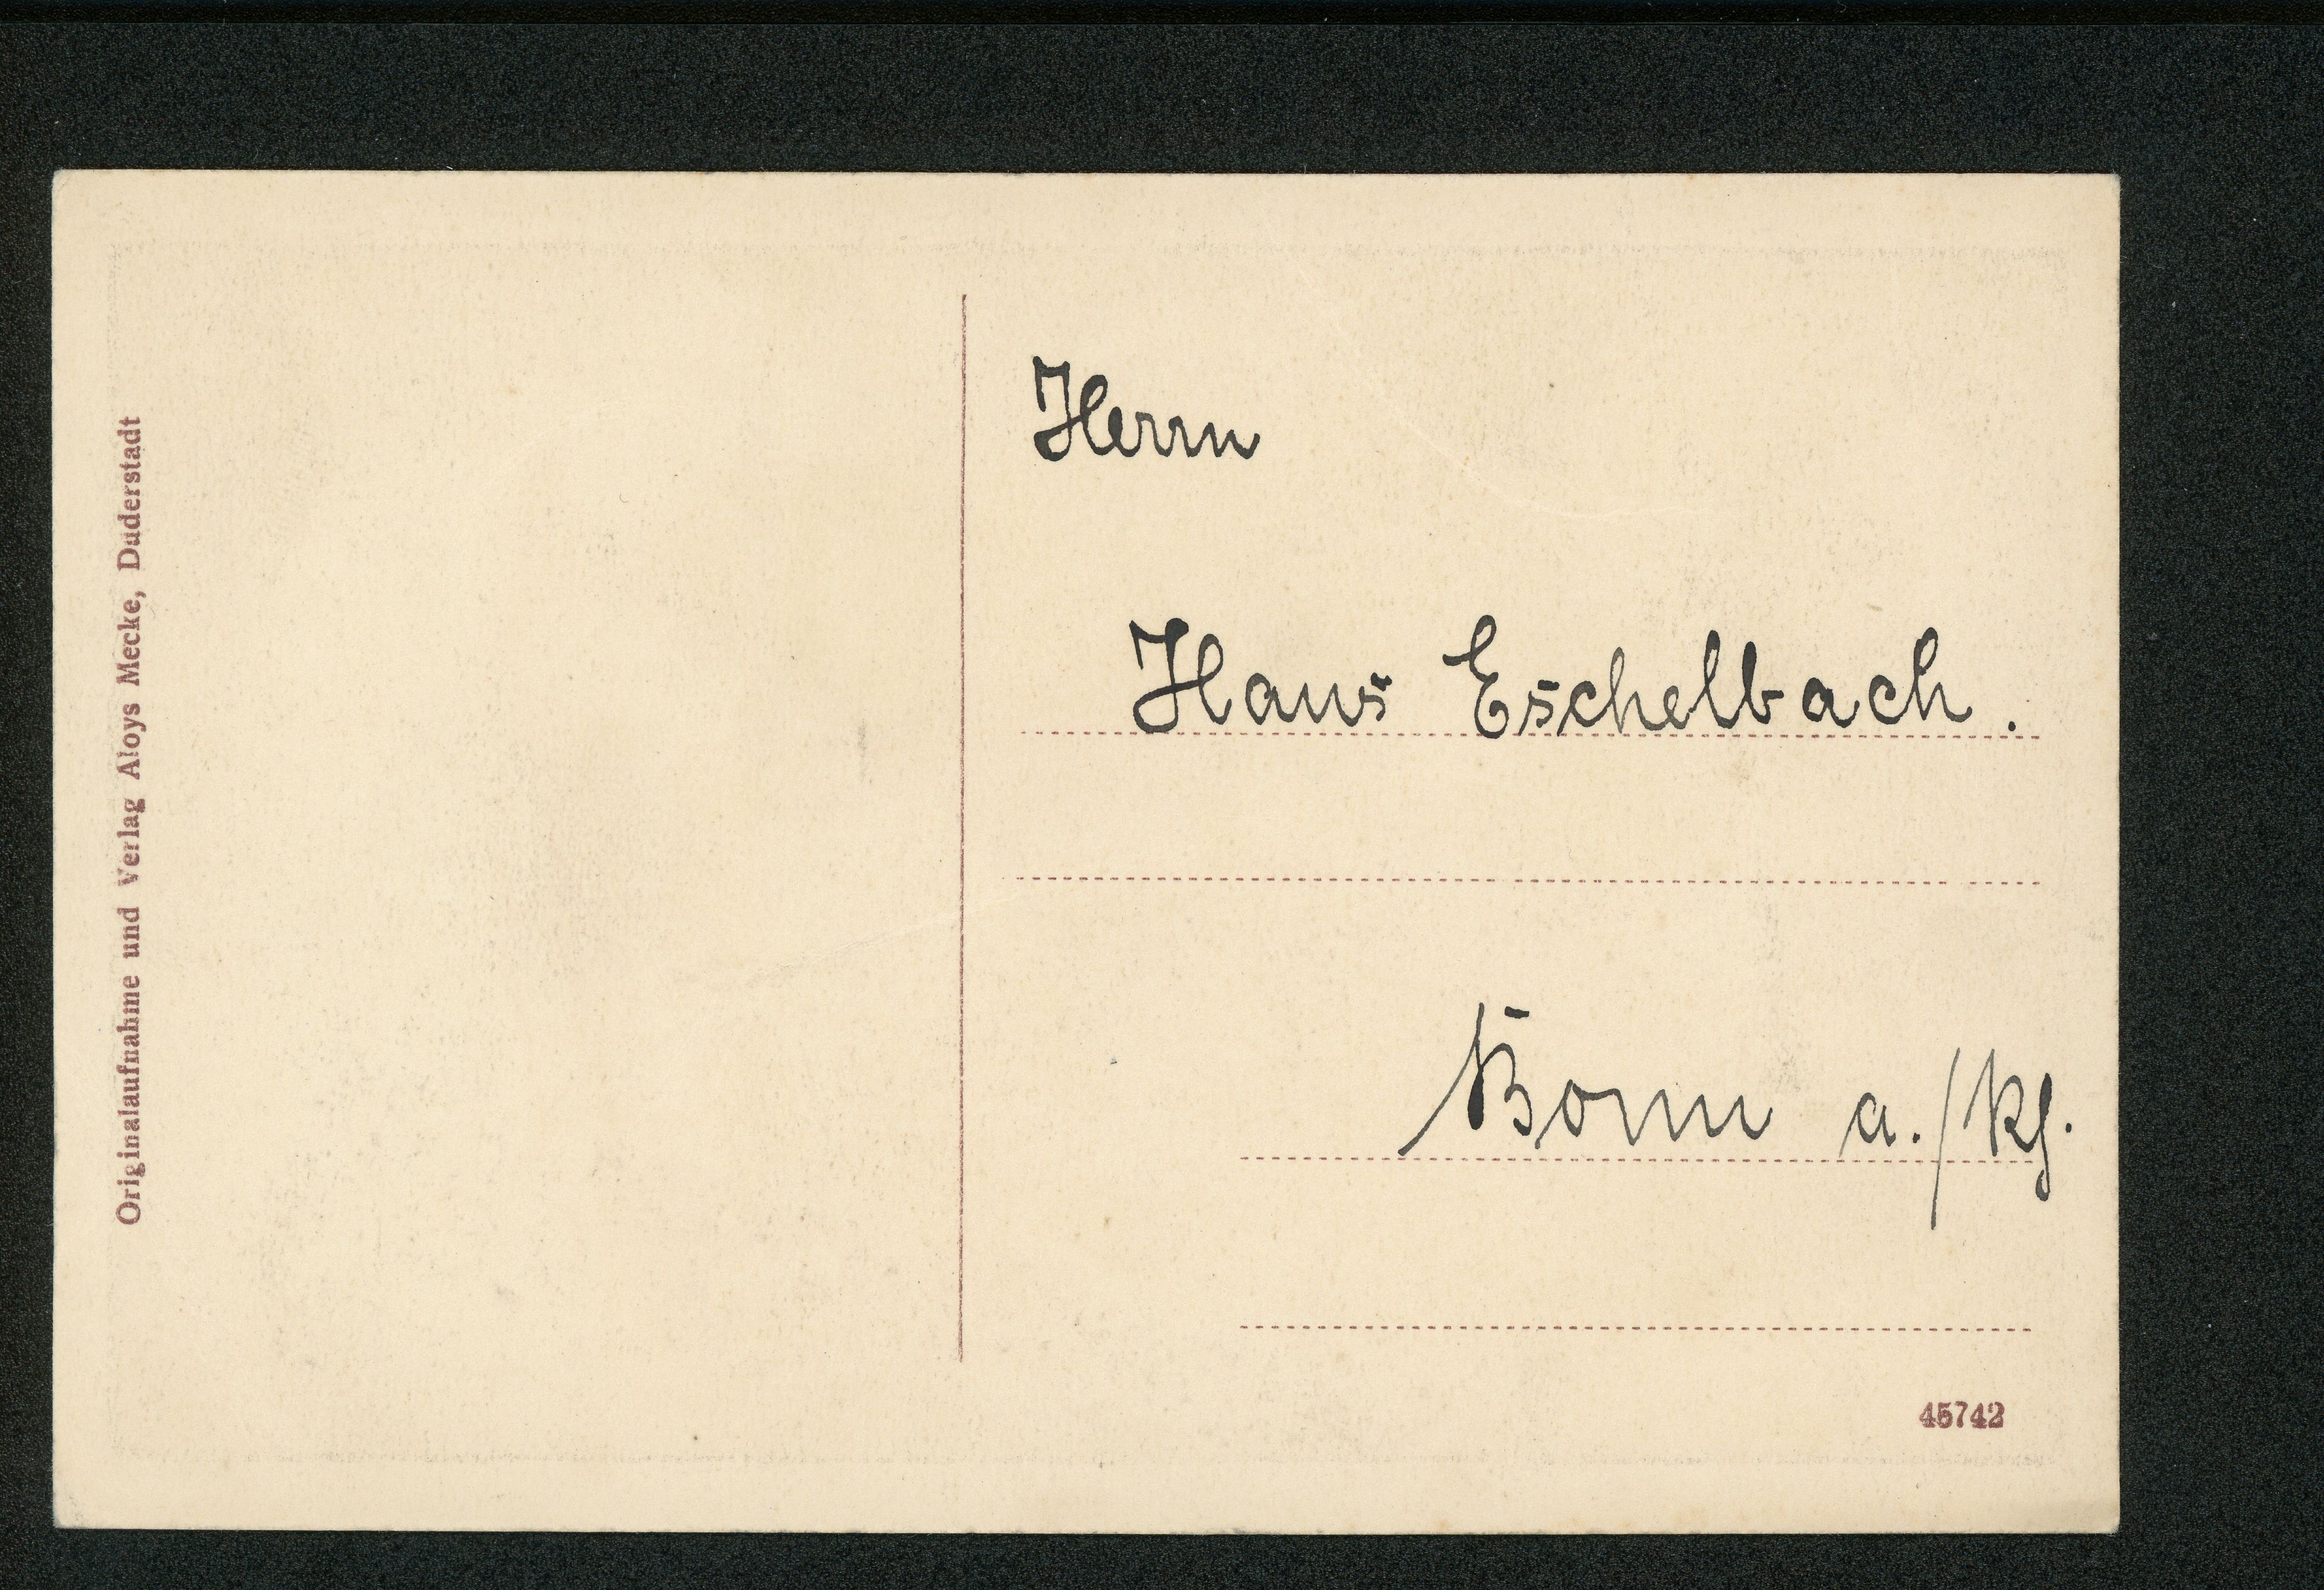 Originalaufnahme und Verlag Aloys Mecke, Duderstadt
Herrn
Hans Eschelbach.
Bonn a./Rh.
45742